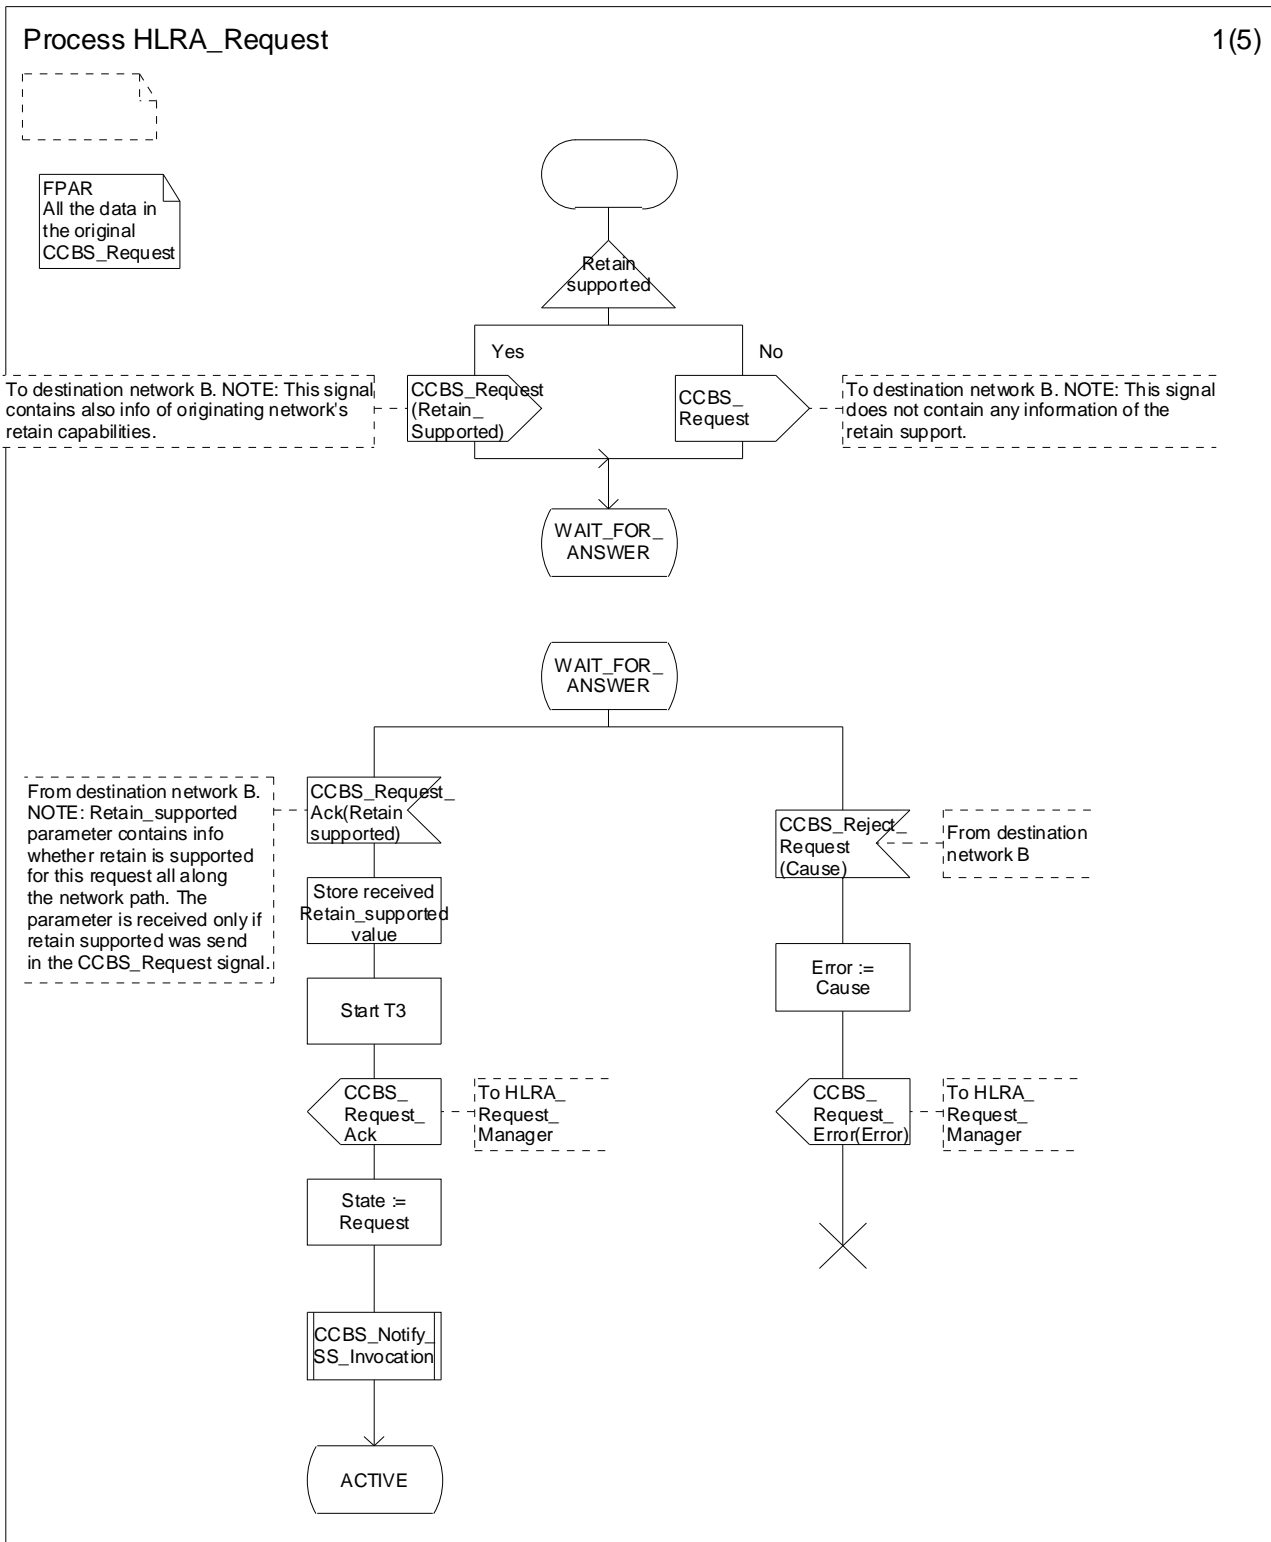 Process HLRA_Request
1(5)
FPAR
All the data in
the original
CCBS_Request
Retain
supported
Yes
No
To destination network B. NOTE: This signal
contains also info of originating network's
retain capabilities.
CCBS_Request
(Retain_
Supported)
CCBS_
Request
To destination network B. NOTE: This signal
does not contain any information of the
retain support.
WAIT_FOR_
ANSWER
WAIT_FOR_
ANSWER
From destination network B.
NOTE: Retain_supported
parameter contains info
whether retain is supported
for this request all along
the network path. The
parameter is received only if
retain supported was send
in the CCBS_Request signal.
CCBS_Request_
Ack(Retain
supported)
CCBS_Reject_
Request
(Cause)
From destination
network B
Store received
Retain_supported
value
Error :=
Cause
Start T3
CCBS_
Request_
Ack
To HLRA_
Request_
Manager
CCBS_
Request_
Error(Error)
To HLRA_
Request_
Manager
State :=
Request
CCBS_Notify_
SS_Invocation
ACTIVE